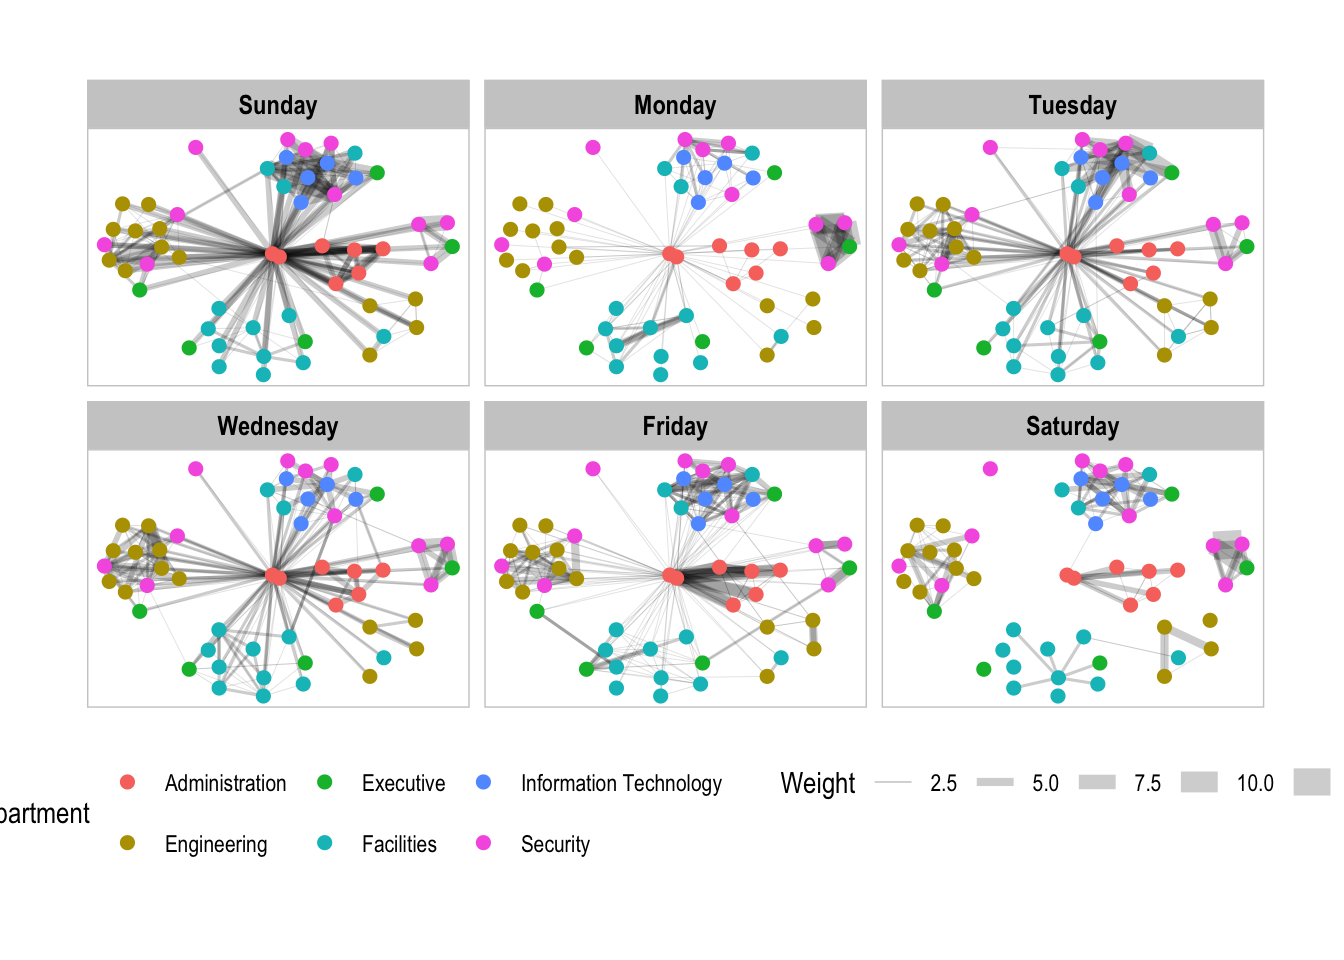 Sunday
Monday
Tuesday
Wednesday
Friday
Saturday
partment
Administration
Executive
Information Technology
Weight
2.5
5.0
7.5
10.0
Engineering
Facilities
Security